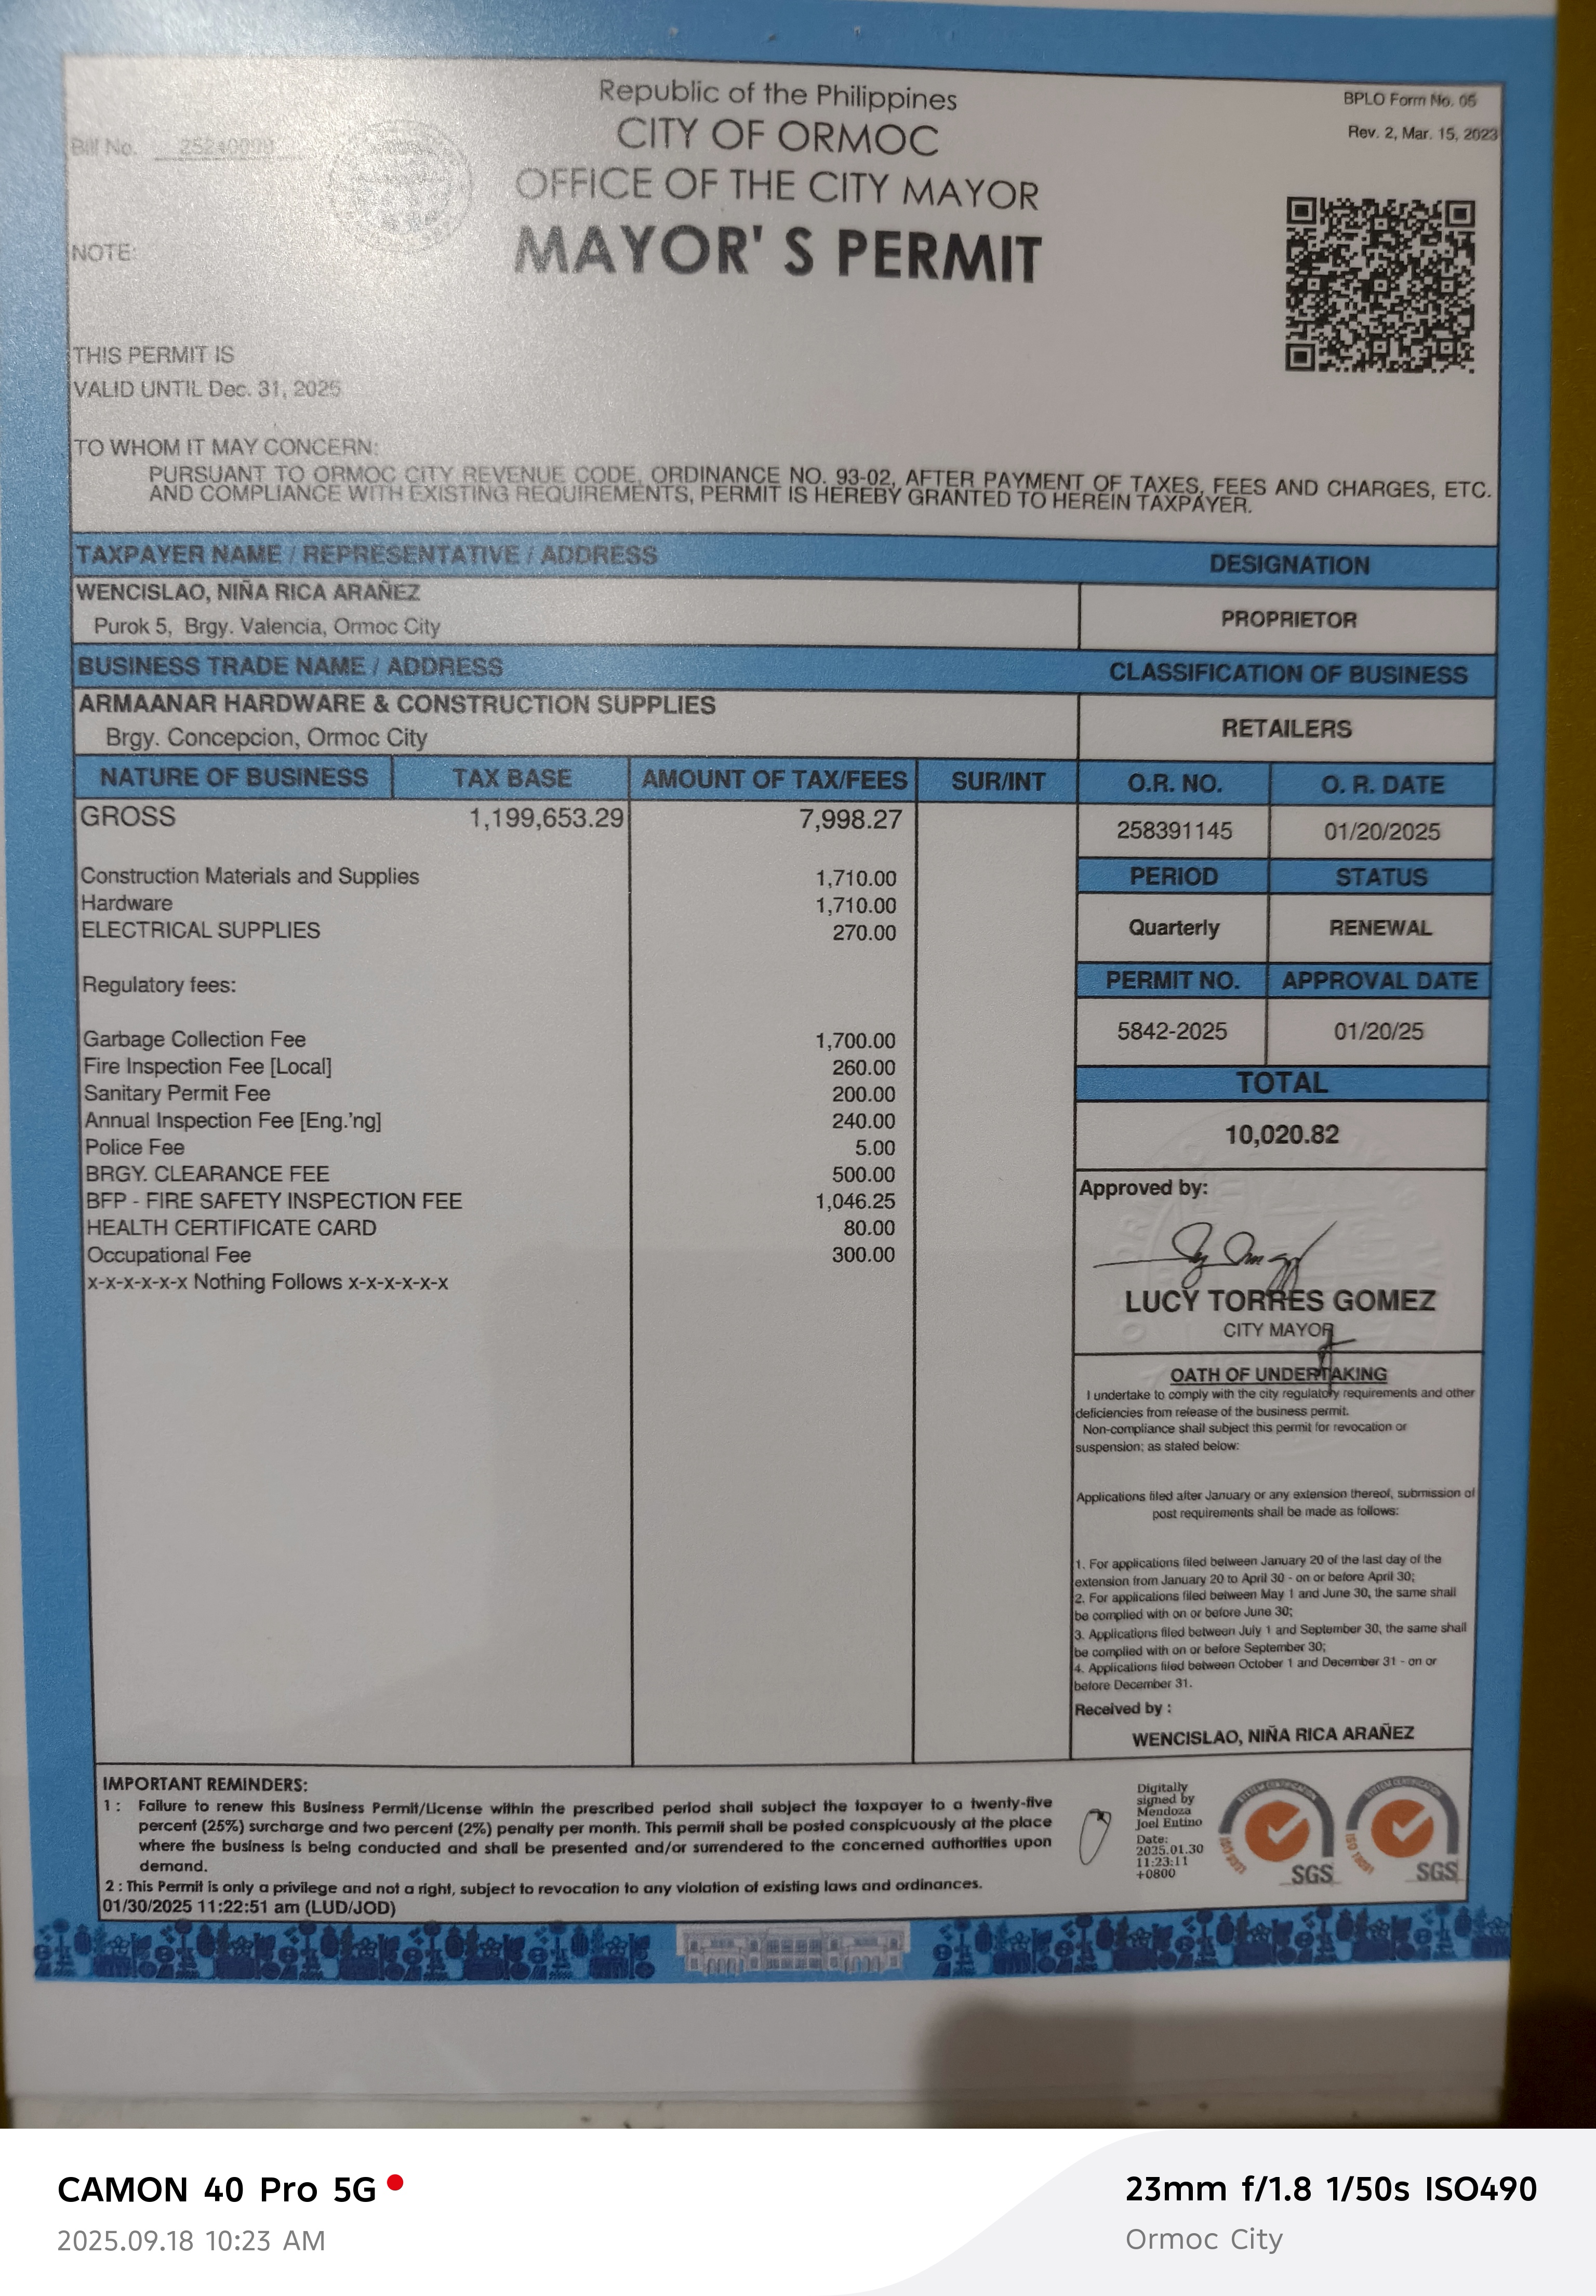 Republic of the Philippines
CITY OF ORMOC
OFFICE OF THE CITY MAYOR
MAYOR' S PERMIT
BPLO Form No. 05
Rev. 2, Mar. 15, 2023
Bill No.
NOTE:
THIS PERMIT IS
VALID UNTIL Dec. 31, 2025
TO WHOM IT MAY CONCERN:
PURSUANT TO ORMOC CITY REVENUE CODE, ORDINANCE NO. 93-02, AFTER PAYMENT OF TAXES, FEES AND CHARGES, ETC.
AND COMPLIANCE WITH EXISTING REQUIREMENTS, PERMIT IS HEREBY GRANTED TO HEREIN TAXPAYER.
TAXPAYER NAME / REPRESENTATIVE / ADDRESS DESIGNATION
WENCISLAO, NIÑA RICA ARAÑEZ
Purok 5, Brgy. Valencia, Ormoc City
PROPRIETOR
BUSINESS TRADE NAME / ADDRESS CLASSIFICATION OF BUSINESS
ARMAANAR HARDWARE & CONSTRUCTION SUPPLIES
Brgy. Concepcion, Ormoc City
RETAILERS
NATURE OF BUSINESS TAX BASE AMOUNT OF TAX/FEES SUR/INT
GROSS 1,199,653.29 7,998.27
Construction Materials and Supplies 1,710.00
Hardware 1,710.00
ELECTRICAL SUPPLIES 270.00
Regulatory fees:
Garbage Collection Fee 1,700.00
Fire Inspection Fee [Local] 260.00
Sanitary Permit Fee 200.00
Annual Inspection Fee [Eng.'ng] 240.00
Police Fee 5.00
BRGY. CLEARANCE FEE 500.00
BFP - FIRE SAFETY INSPECTION FEE 1,046.25
HEALTH CERTIFICATE CARD 80.00
Occupational Fee 300.00
x-x-x-x-x-x Nothing Follows x-x-x-x-x-x
O.R. NO. O. R. DATE
258391145 01/20/2025
PERIOD STATUS
Quarterly RENEWAL
PERMIT NO. APPROVAL DATE
5842-2025 01/20/25
TOTAL
10,020.82
Approved by:
LUCY TORRES GOMEZ
CITY MAYOR
OATH OF UNDERTAKING
I undertake to comply with the city regulatory requirements and other
deficiencies from release of the business permit.
Non-compliance shall subject this permit for revocation or
suspension; as stated below:
Applications filed after January or any extension thereof, submission of
post requirements shall be made as follows:
1. For applications filed between January 20 of the last day of the
extension from January 20 to April 30 - on or before April 30;
2. For applications filed between May 1 and June 30, the same shall
be complied with on or before June 30;
3. Applications filed between July 1 and September 30, the same shall
be complied with on or before September 30;
4. Applications filed between October 1 and December 31 - on or
before December 31.
Received by :
WENCISLAO, NIÑA RICA ARAÑEZ
IMPORTANT REMINDERS:
1 : Failure to renew this Business Permit/License within the prescribed period shall subject the taxpayer to a twenty-five
percent (25%) surcharge and two percent (2%) penalty per month. This permit shall be posted conspicuously at the place
where the business is being conducted and shall be presented and/or surrendered to the concerned authorities upon
demand.
2 : This Permit is only a privilege and not a right, subject to revocation to any violation of existing laws and ordinances.
01/30/2025 11:22:51 am (LUD/JOD)
Digitally
signed by
Mendoza
Joel Eutino
Date:
2025.01.30
11:23:11
+0800
SGS
SGS
CAMON 40 Pro 5G
2025.09.18 10:23 AM
23mm f/1.8 1/50s ISO490
Ormoc City